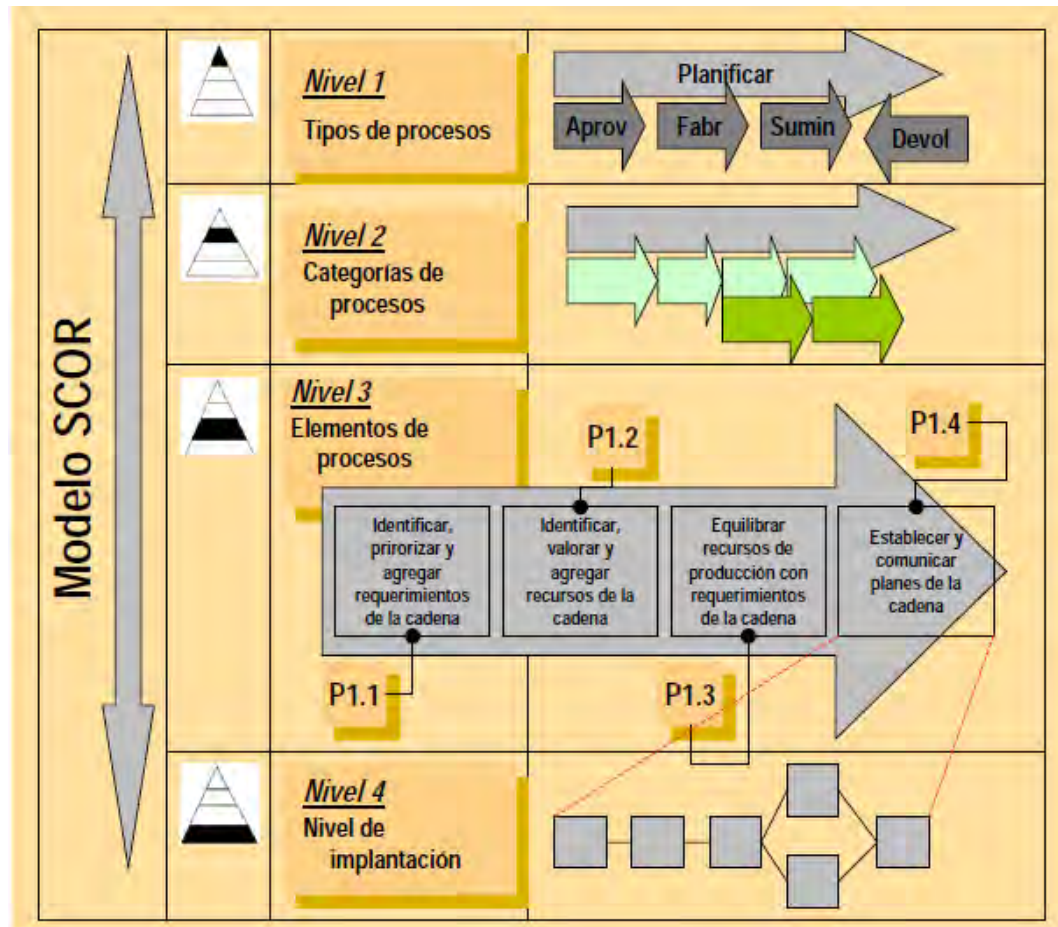 Modelo SCOR
Nivel 1
Tipos de procesos
Planificar
Aprov
Fabr
Sumin
Devol
Nivel 2
Categorías de
procesos
Nivel 3
Elementos de
procesos
P1.2
P1.4
Identificar,
prirorizar y
agregar
requerimientos
de la cadena
Identificar,
valorar y
agregar
recursos de la
cadena
Equilibrar
recursos de
producción con
requerimientos
de la cadena
Establecer y
comunicar
planes de la
cadena
P1.1
P1.3
Nivel 4
Nivel de
implantación